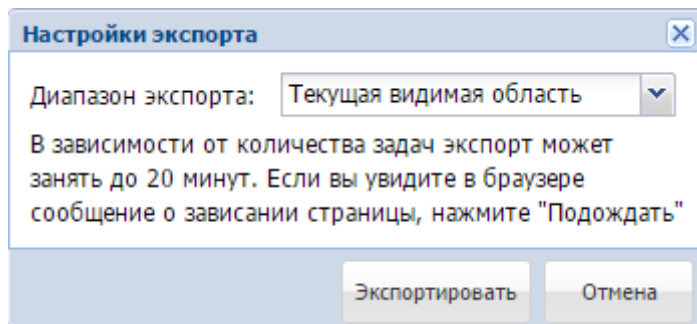 Настройки экспорта
Диапазон экспорта: Текущая видимая область
В зависимости от количества задач экспорт может
занять до 20 минут. Если вы увидите в браузере
сообщение о зависании страницы, нажмите "Подождать"
Экспортировать Отмена